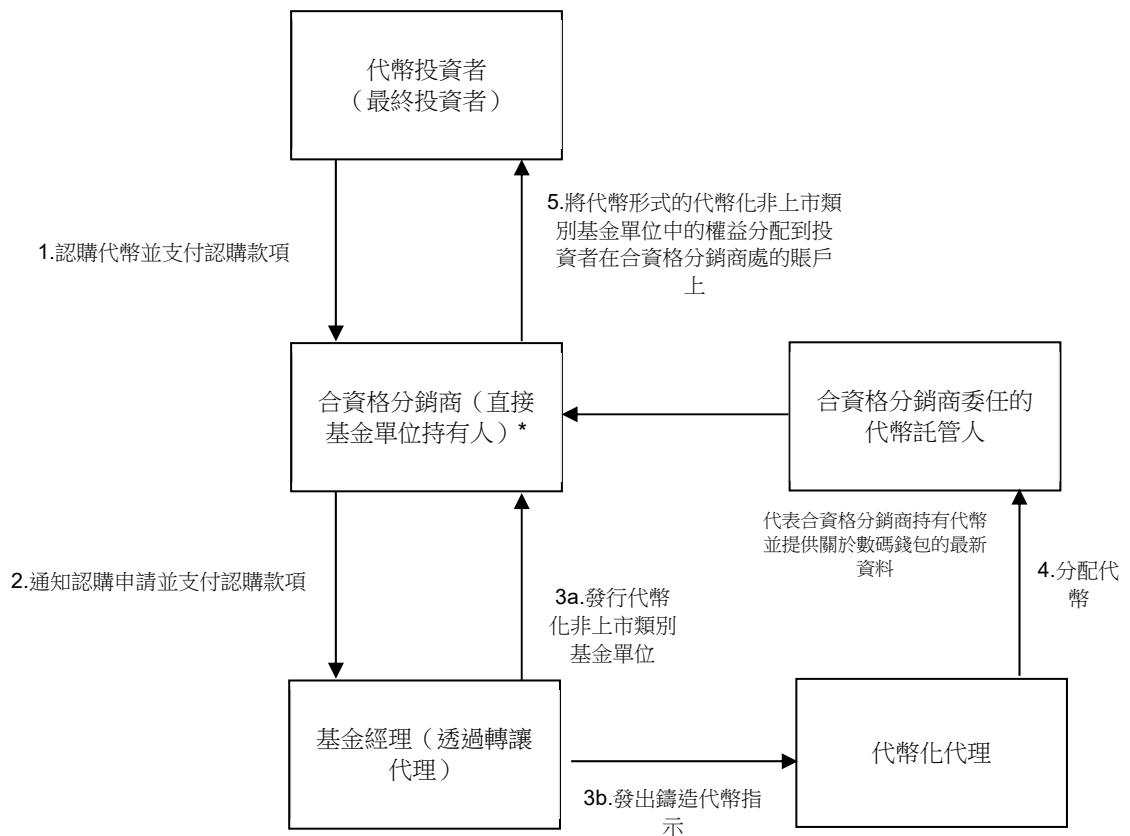 代幣投資者
（最終投資者）
1.認購代幣並支付認購款項
5.將代幣形式的代幣化非上市類
別基金單位中的權益分配到投
資者在合資格分銷商處的賬戶
上
合資格分銷商（直接
基金單位持有人）*
合資格分銷商委任的
代幣託管人
代表合資格分銷商持有代幣
並提供關於數碼錢包的最新
資料
2.通知認購申請並支付認購款項
3a.發行代幣
化非上市類別
基金單位
4.分配代
幣
基金經理（透過轉讓
代理）
代幣化代理
3b.發出鑄造代幣指
示